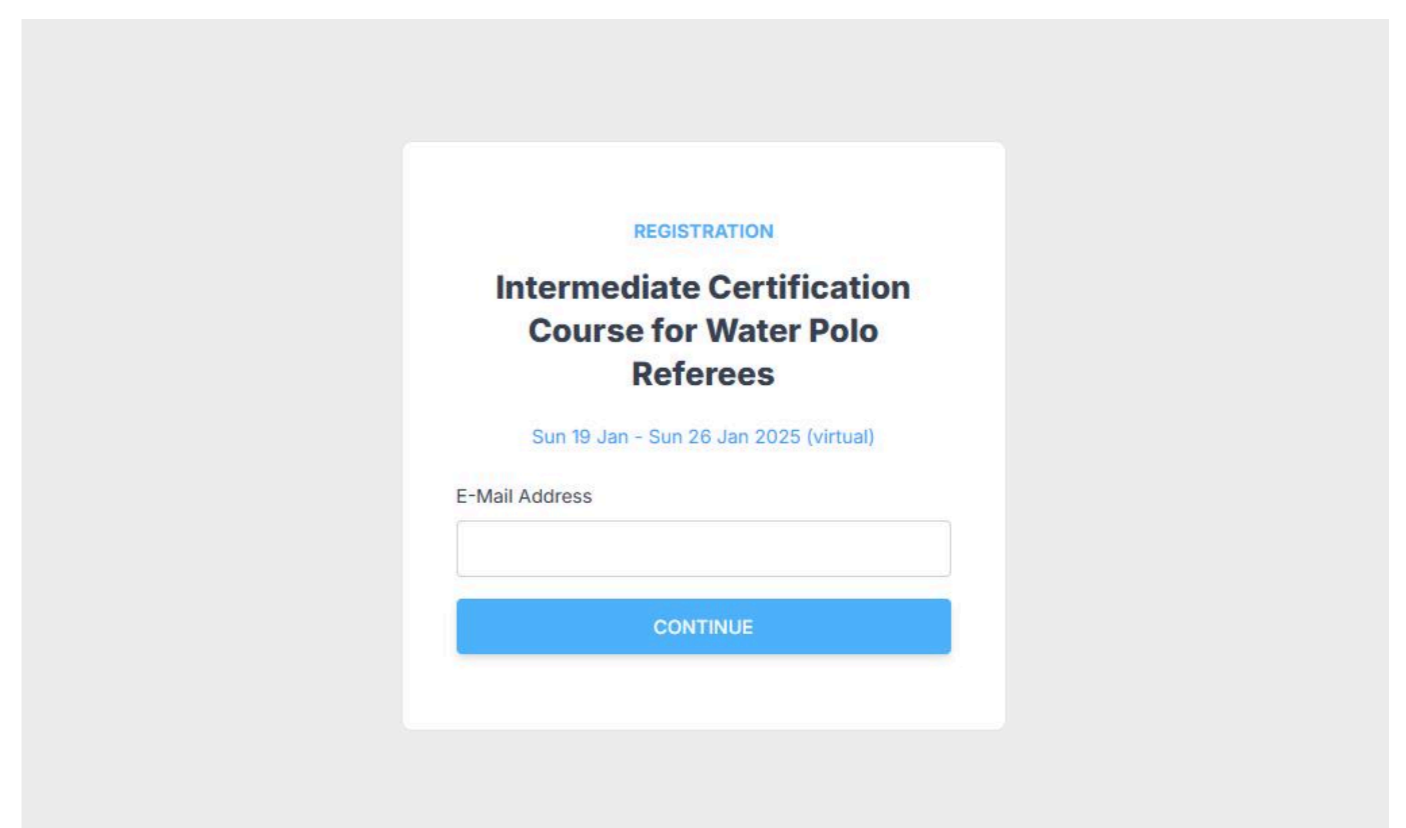 REGISTRATION
Intermediate Certification
Course for Water Polo
Referees
Sun 19 Jan - Sun 26 Jan 2025 (virtual)
E-Mail Address
CONTINUE